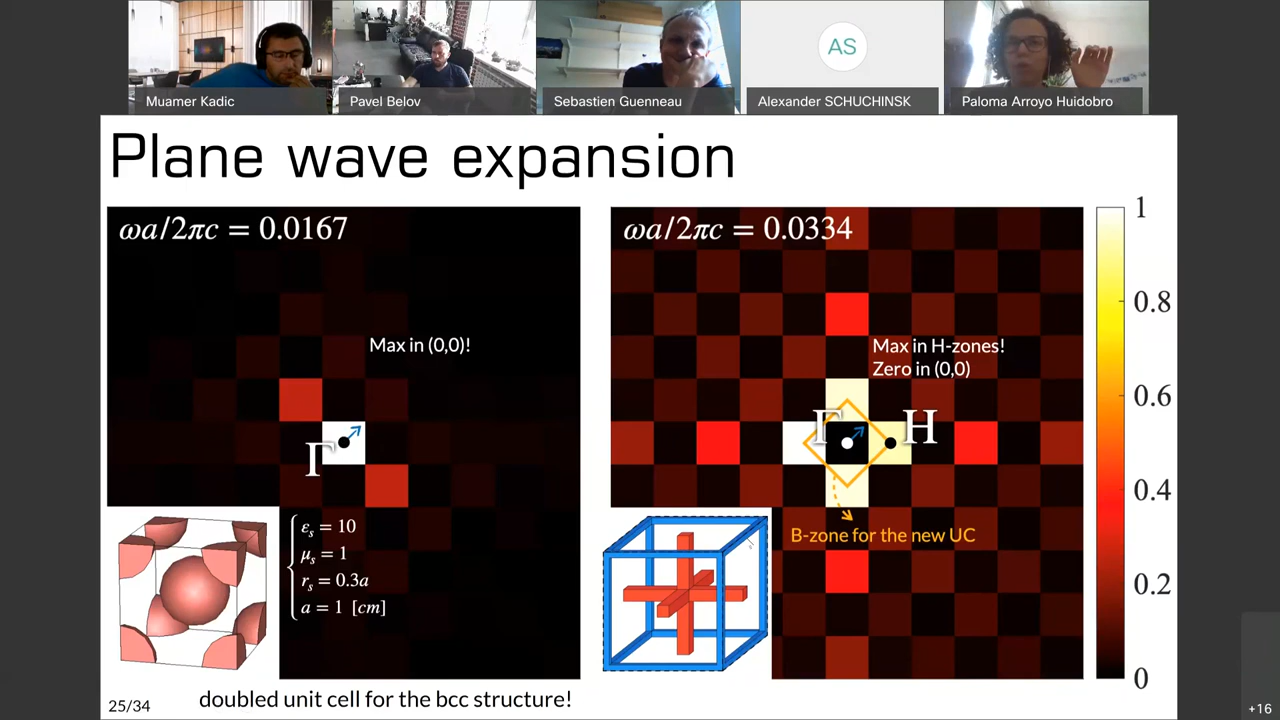 AS
Muamer Kadic
Pavel Belov
Sebastien Guenneau
Alexander SCHUCHINSK
Paloma Arroyo Huidobro
Plane wave expansion
ωa/2πc = 0.0167
Max in (0,0)!
Γ
εs = 10
μs = 1
rs = 0.3a
a = 1 [cm]
ωa/2πc = 0.0334
Max in H-zones!
Zero in (0,0)
Γ
H
B-zone for the new UC
1
0.8
0.6
0.4
0.2
0
25/34
doubled unit cell for the bcc structure!
+16